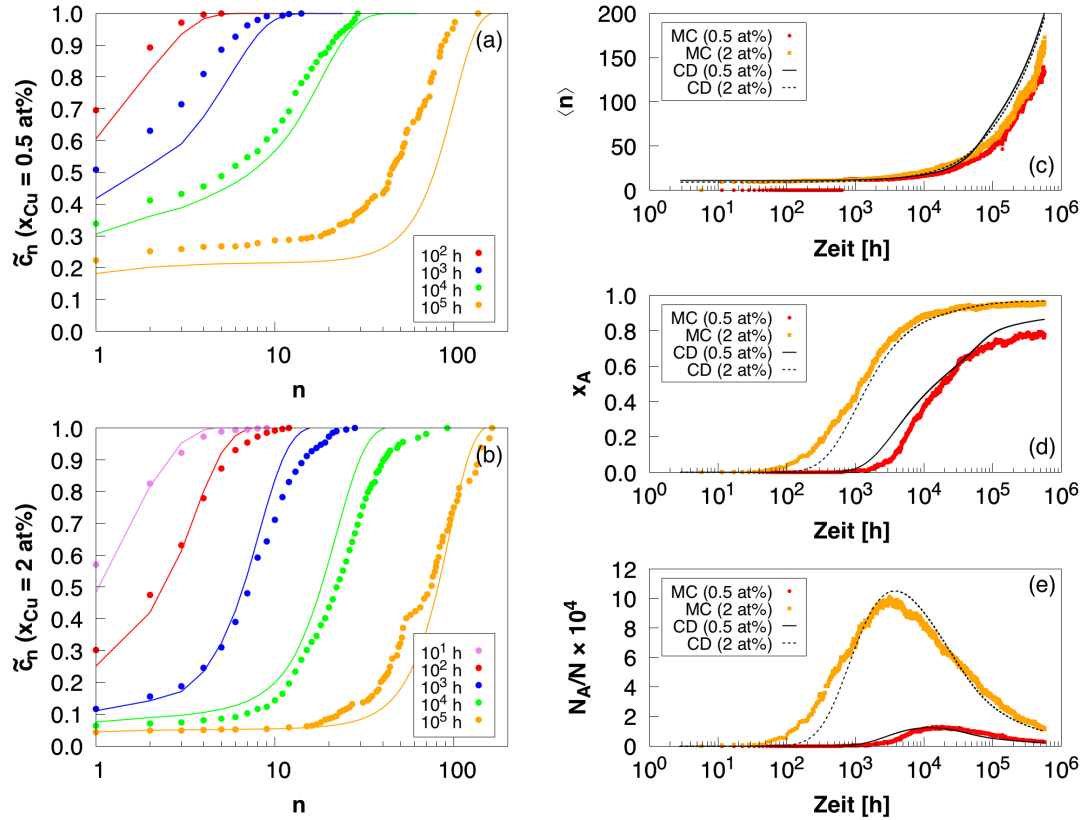 1.0
0.9
0.8
0.7
0.6
0.5
0.4
0.3
0.2
0.1
0.0
c̃n (xCu = 0.5 at%)
(a)
10² h
10³ h
10⁴ h
10⁵ h
1 10 100
n
1.0
0.9
0.8
0.7
0.6
0.5
0.4
0.3
0.2
0.1
0.0
c̃n (xCu = 2 at%)
(b)
10¹ h
10² h
10³ h
10⁴ h
10⁵ h
1 10 100
n
200
150
100
50
0
⟨n⟩
MC (0.5 at%)
MC (2 at%)
CD (0.5 at%)
CD (2 at%)
(c)
10⁰ 10¹ 10² 10³ 10⁴ 10⁵ 10⁶
Zeit [h]
1.0
0.8
0.6
0.4
0.2
0.0
xA
MC (0.5 at%)
MC (2 at%)
CD (0.5 at%)
CD (2 at%)
(d)
10⁰ 10¹ 10² 10³ 10⁴ 10⁵ 10⁶
Zeit [h]
12
10
8
6
4
2
0
NA/N × 10⁴
MC (0.5 at%)
MC (2 at%)
CD (0.5 at%)
CD (2 at%)
(e)
10⁰ 10¹ 10² 10³ 10⁴ 10⁵ 10⁶
Zeit [h]